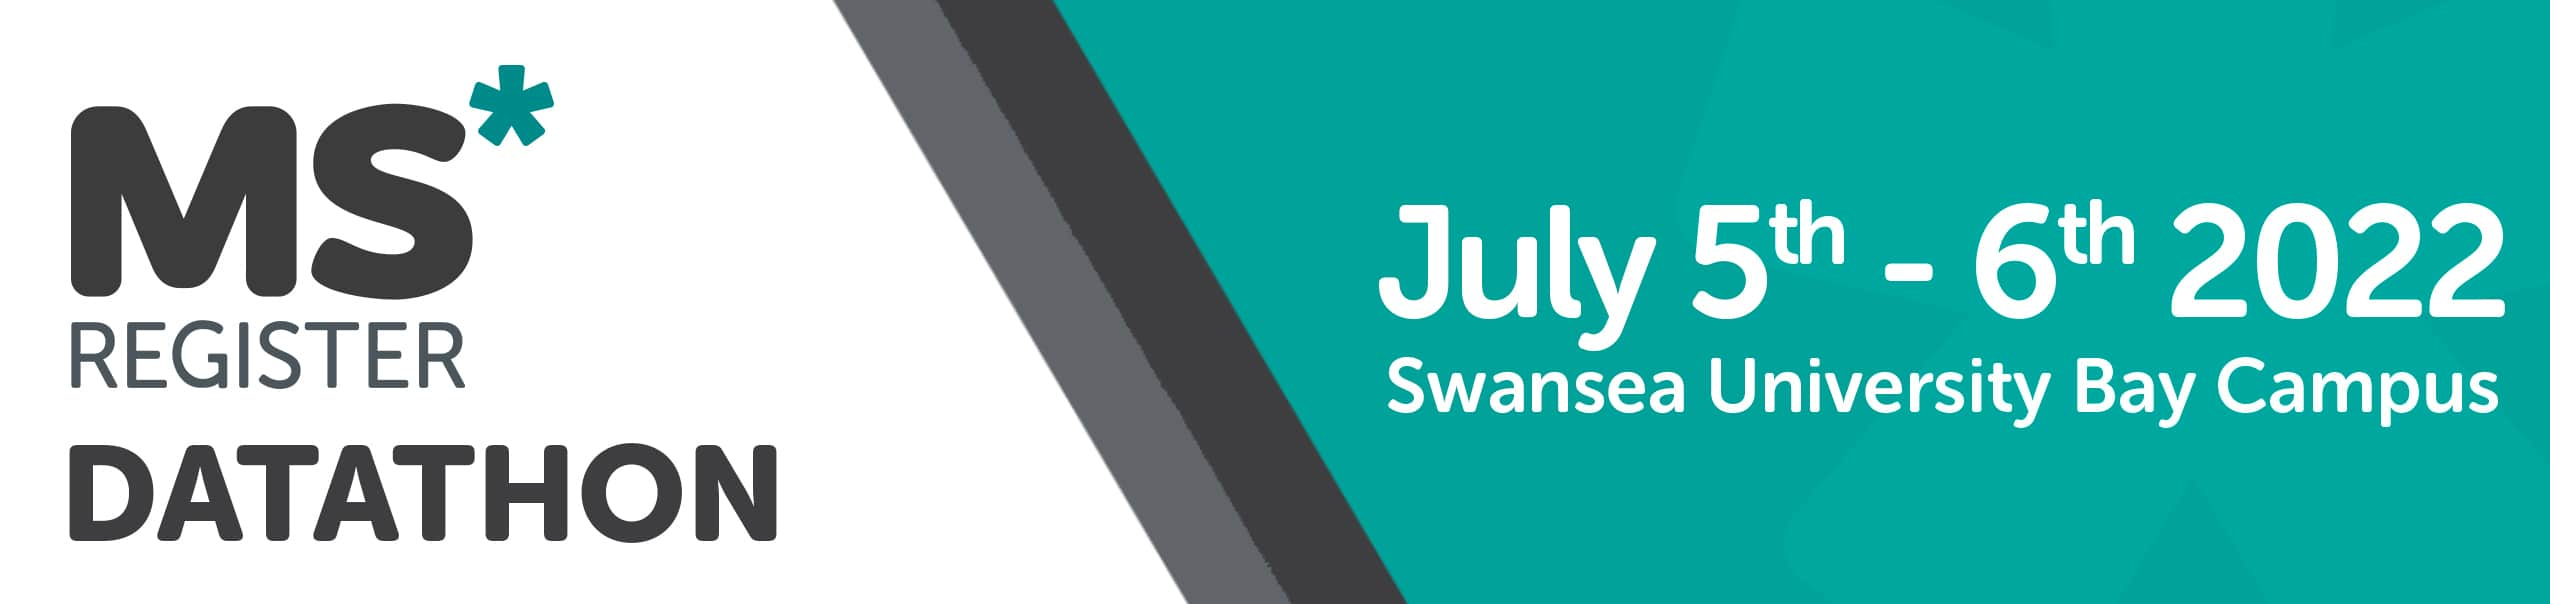 MS*
REGISTER
DATATHON
July 5th - 6th 2022
Swansea University Bay Campus